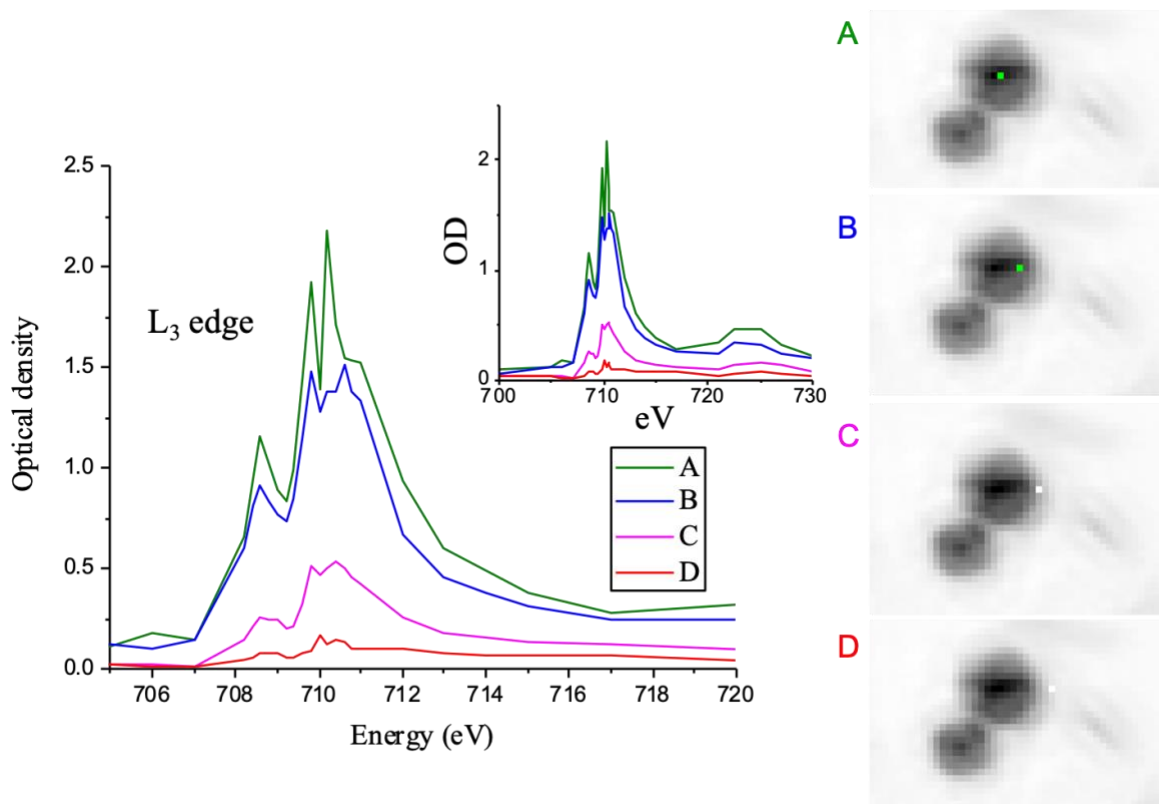 Optical density
2.5
2.0
1.5
1.0
0.5
0.0
L3 edge
706 708 710 712 714 716 718 720
Energy (eV)
OD
2
1
0
700 710 720 730
eV
A
B
C
D
A
B
C
D